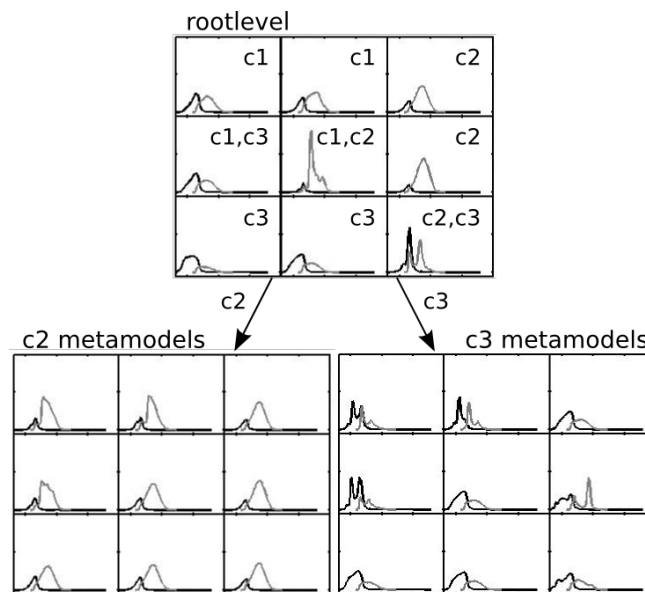 rootlevel
c1 c1 c2
c1,c3 c1,c2 c2
c3 c3 c2,c3
c2 c3
c2 metamodels c3 metamodels